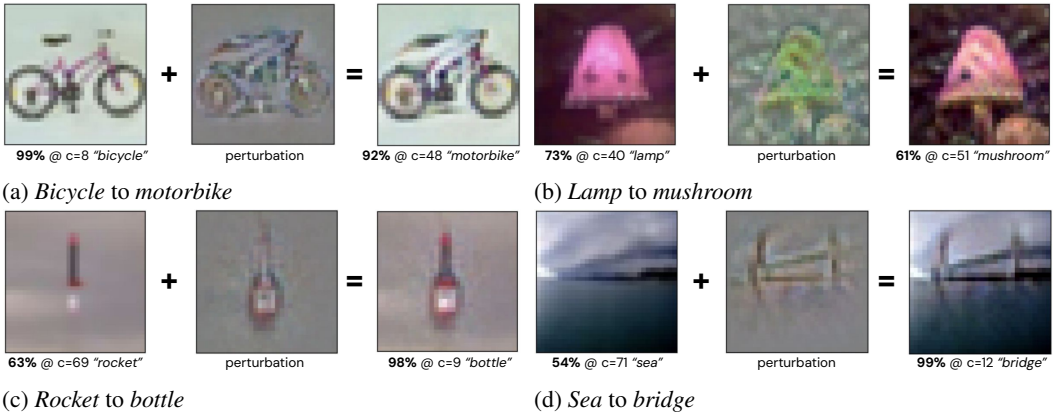 + = + =
99% @ c=8 "bicycle" perturbation 92% @ c=48 "motorbike" 73% @ c=40 "lamp" perturbation 61% @ c=51 "mushroom"
(a) Bicycle to motorbike (b) Lamp to mushroom
+ = + =
63% @ c=69 "rocket" perturbation 98% @ c=9 "bottle" 54% @ c=71 "sea" perturbation 99% @ c=12 "bridge"
(c) Rocket to bottle (d) Sea to bridge